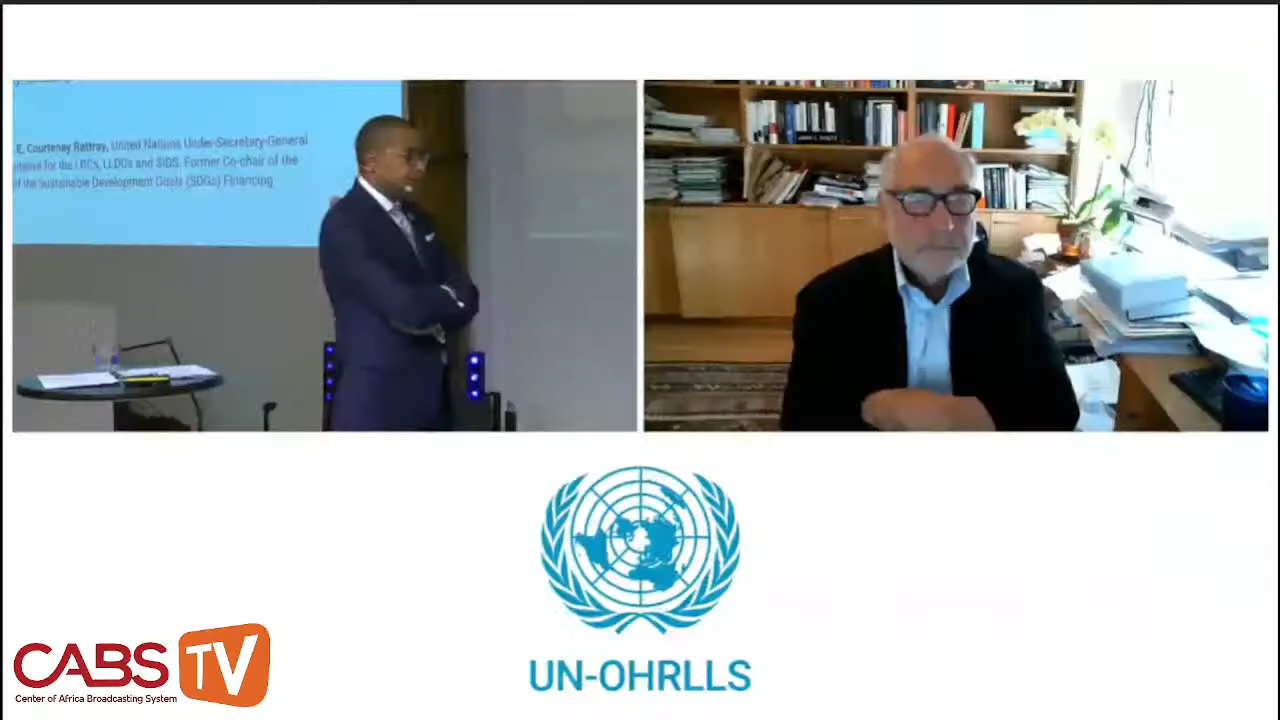 E. Courtenay Rattray, United Nations Under-Secretary-General
for the LDCs, LLDCs and SIDS. Former Co-chair of the
of the Sustainable Development Goals (SDGs) Financing
UN-OHRLLS
CABS TV
Center of Africa Broadcasting System